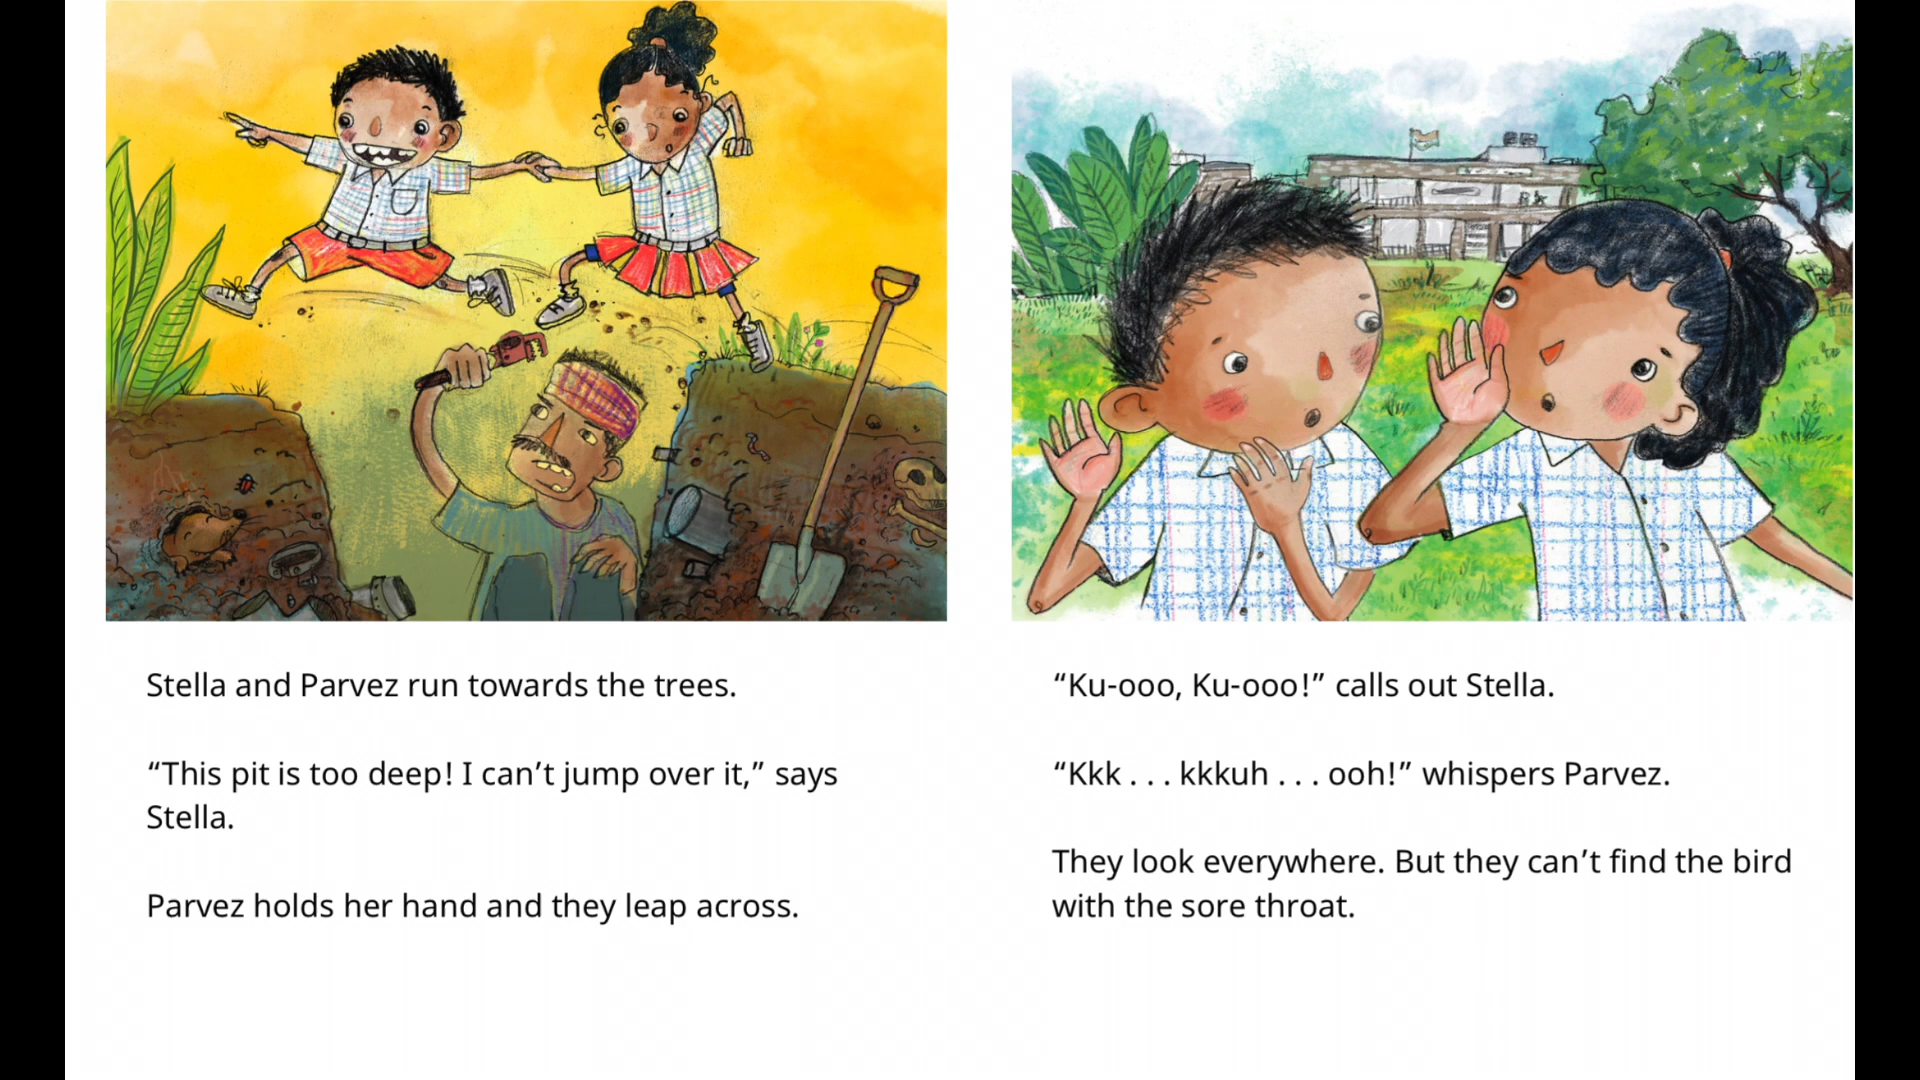 Stella and Parvez run towards the trees.
“This pit is too deep! I can’t jump over it,” says
Stella.
Parvez holds her hand and they leap across.
“Ku-ooo, Ku-ooo!” calls out Stella.
“Kkk . . . kkkuh . . . ooh!” whispers Parvez.
They look everywhere. But they can’t find the bird
with the sore throat.